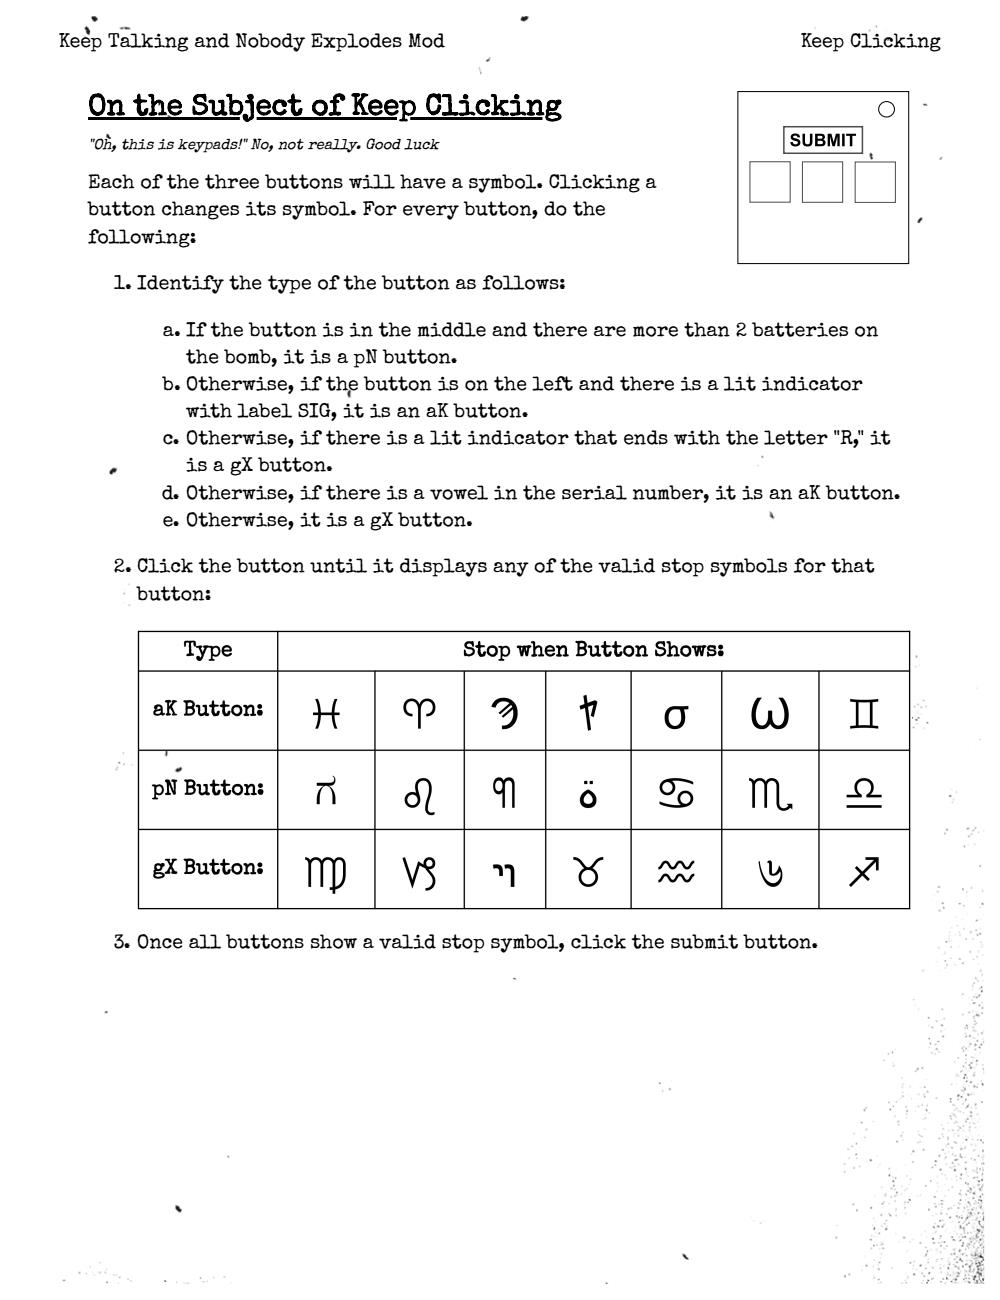 Keep Talking and Nobody Explodes Mod
Keep Clicking
On the Subject of Keep Clicking
"Oh, this is keypads!" No, not really. Good luck
SUBMIT
Each of the three buttons will have a symbol. Clicking a
button changes its symbol. For every button, do the
following:
1. Identify the type of the button as follows:
a. If the button is in the middle and there are more than 2 batteries on
the bomb, it is a pN button.
b. Otherwise, if the button is on the left and there is a lit indicator
with label SIG, it is an aK button.
c. Otherwise, if there is a lit indicator that ends with the letter "R," it
is a gX button.
d. Otherwise, if there is a vowel in the serial number, it is an aK button.
e. Otherwise, it is a gX button.
2. Click the button until it displays any of the valid stop symbols for that
button:
Type Stop when Button Shows:
aK Button: ♓ ♈ σ ω ♊
pN Button: ♌ ö ♋ ♏ ♎
gX Button: ♍ ♑ ♉ ♒ ♐
3. Once all buttons show a valid stop symbol, click the submit button.